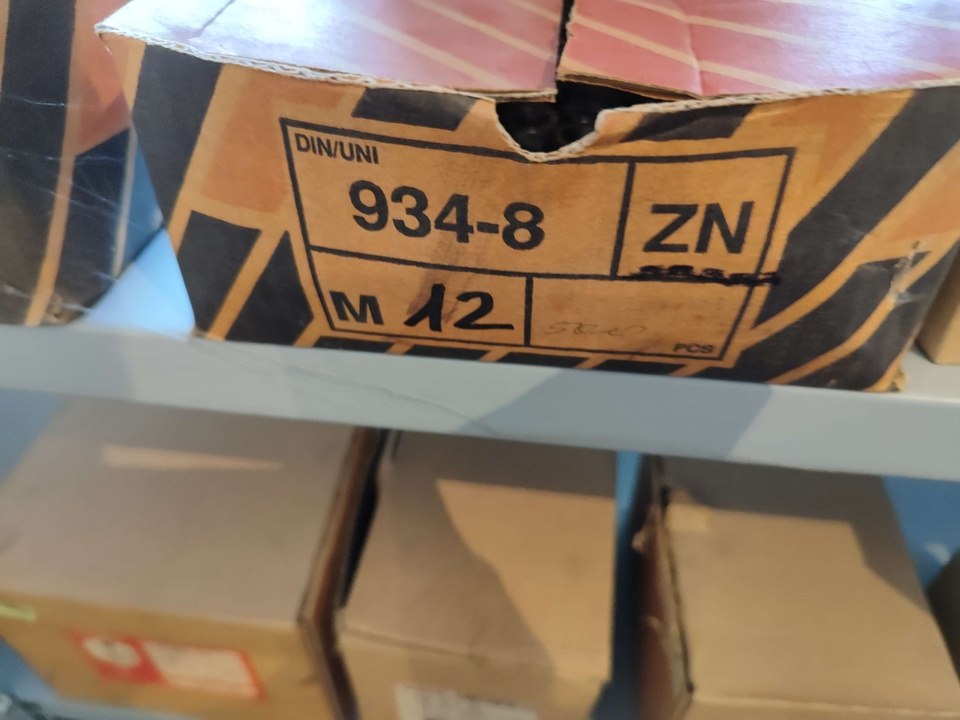 DIN/UNI
934-8
ZN
M 12
PCS